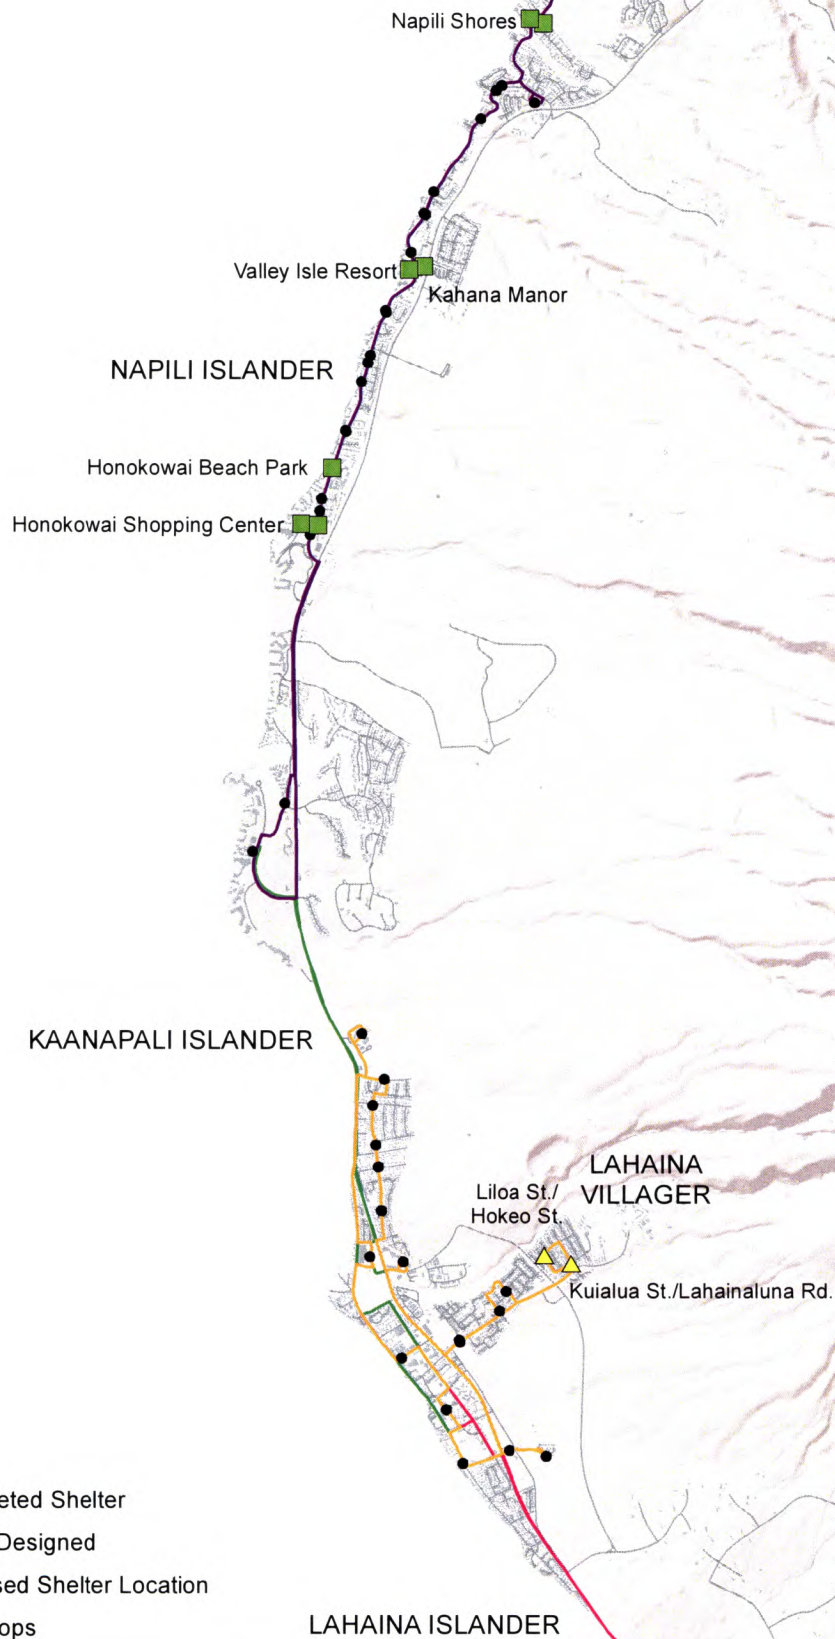 Napili Shores
Valley Isle Resort
Kahana Manor
NAPILI ISLANDER
Honokowai Beach Park
Honokowai Shopping Center
KAANAPALI ISLANDER
LAHAINA
VILLAGER
Liloa St./
Hokeo St.
Kuialua St./Lahainaluna Rd.
eted Shelter
Designed
sed Shelter Location
ops
LAHAINA ISLANDER